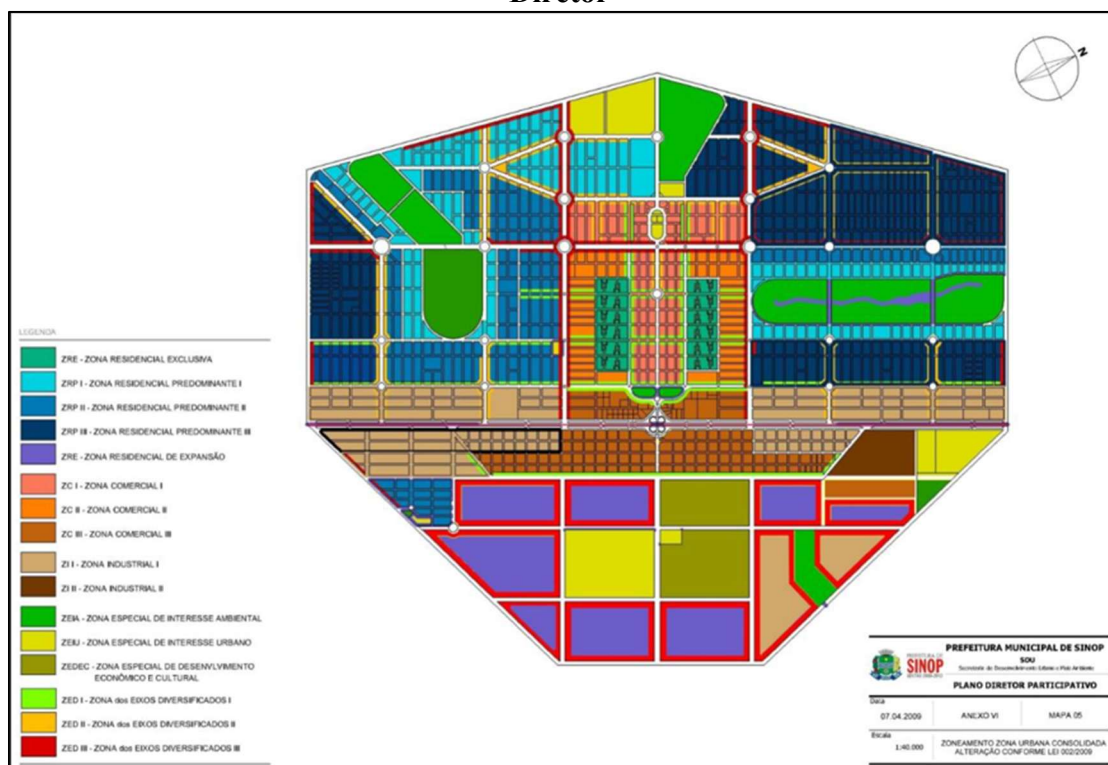 Diretor
N
LEGENDA
ZRE - ZONA RESIDENCIAL EXCLUSIVA
ZRP I - ZONA RESIDENCIAL PREDOMINANTE I
ZRP II - ZONA RESIDENCIAL PREDOMINANTE II
ZRP III - ZONA RESIDENCIAL PREDOMINANTE III
ZRE - ZONA RESIDENCIAL DE EXPANSÃO
ZC I - ZONA COMERCIAL I
ZC II - ZONA COMERCIAL II
ZC III - ZONA COMERCIAL III
ZI I - ZONA INDUSTRIAL I
ZI II - ZONA INDUSTRIAL II
ZEIA - ZONA ESPECIAL DE INTERESSE AMBIENTAL
ZEIU - ZONA ESPECIAL DE INTERESSE URBANO
ZEDEC - ZONA ESPECIAL DE DESENVLVIMENTO
ECONÔMICO E CULTURAL
ZED I - ZONA dos EIXOS DIVERSIFICADOS I
ZED II - ZONA dos EIXOS DIVERSIFICADOS II
ZED III - ZONA dos EIXOS DIVERSIFICADOS III
PREFEITURA DE
SINOP
PREFEITURA MUNICIPAL DE SINOP
SDU
Secretaria de Desenvolvimento Urbano e
PLANO DIRETOR PARTICIPATIVO
Data
07.04.2009
ANEXO VI
MAPA 05
Escala
1:40.000
ZONEAMENTO ZONA URBANA CONSOLIDADA
ALTERAÇÃO CONFORME LEI 002/2009